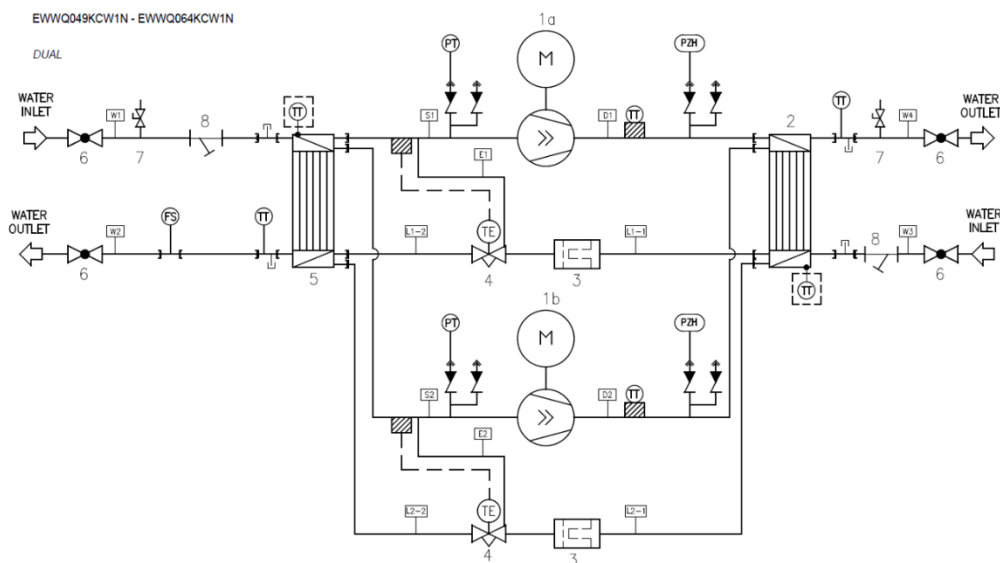 EWWQ049KCW1N - EWWQ064KCW1N
DUAL
1a
M
PT
PZH
WATER
INLET
W1
8
TT
S1
D1
TT
2
TT
W4
WATER
OUTLET
6
7
7
6
E1
WATER
OUTLET
W2
FS
TT
L1-2
TE
L1-1
8
W3
WATER
INLET
6
5
4
3
6
TT
1b
M
PT
PZH
S2
D2
TT
E2
L2-2
TE
L2-1
4
3